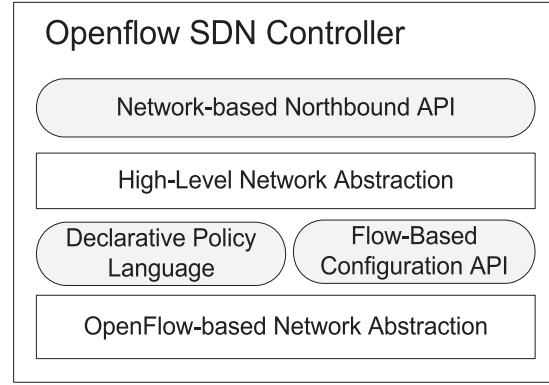 Openflow SDN Controller
Network-based Northbound API
High-Level Network Abstraction
Declarative Policy
Language
Flow-Based
Configuration API
OpenFlow-based Network Abstraction